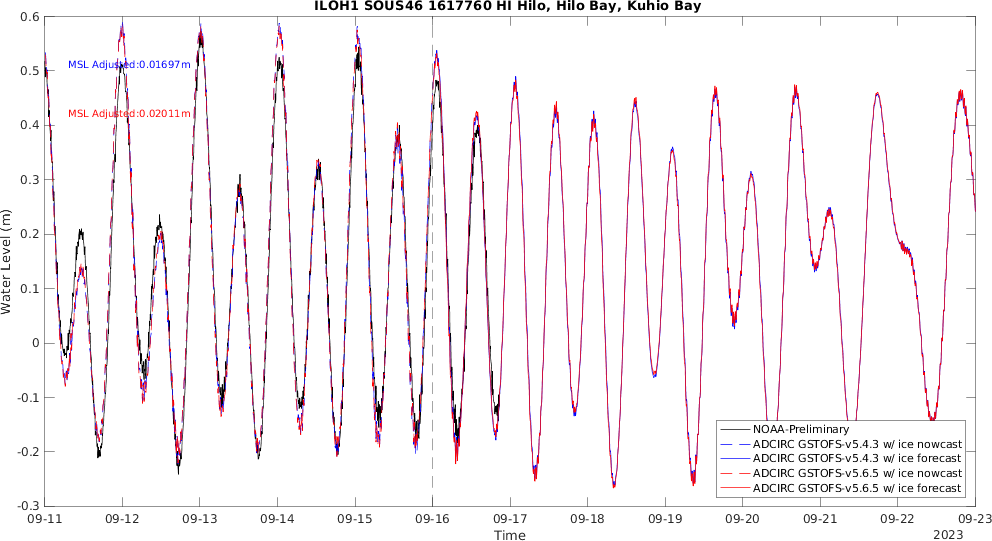 ILOH1 SOUS46 1617760 HI Hilo, Hilo Bay, Kuhio Bay
0.6
0.5
0.4
0.3
0.2
0.1
0
-0.1
-0.2
-0.3
Water Level (m)
MSL Adjusted:0.01697m
MSL Adjusted:0.02011m
NOAA-Preliminary
ADCIRC GSTOFS-v5.4.3 w/ ice nowcast
ADCIRC GSTOFS-v5.4.3 w/ ice forecast
ADCIRC GSTOFS-v5.6.5 w/ ice nowcast
ADCIRC GSTOFS-v5.6.5 w/ ice forecast
09-11 09-12 09-13 09-14 09-15 09-16 09-17 09-18 09-19 09-20 09-21 09-22 09-23
Time
2023